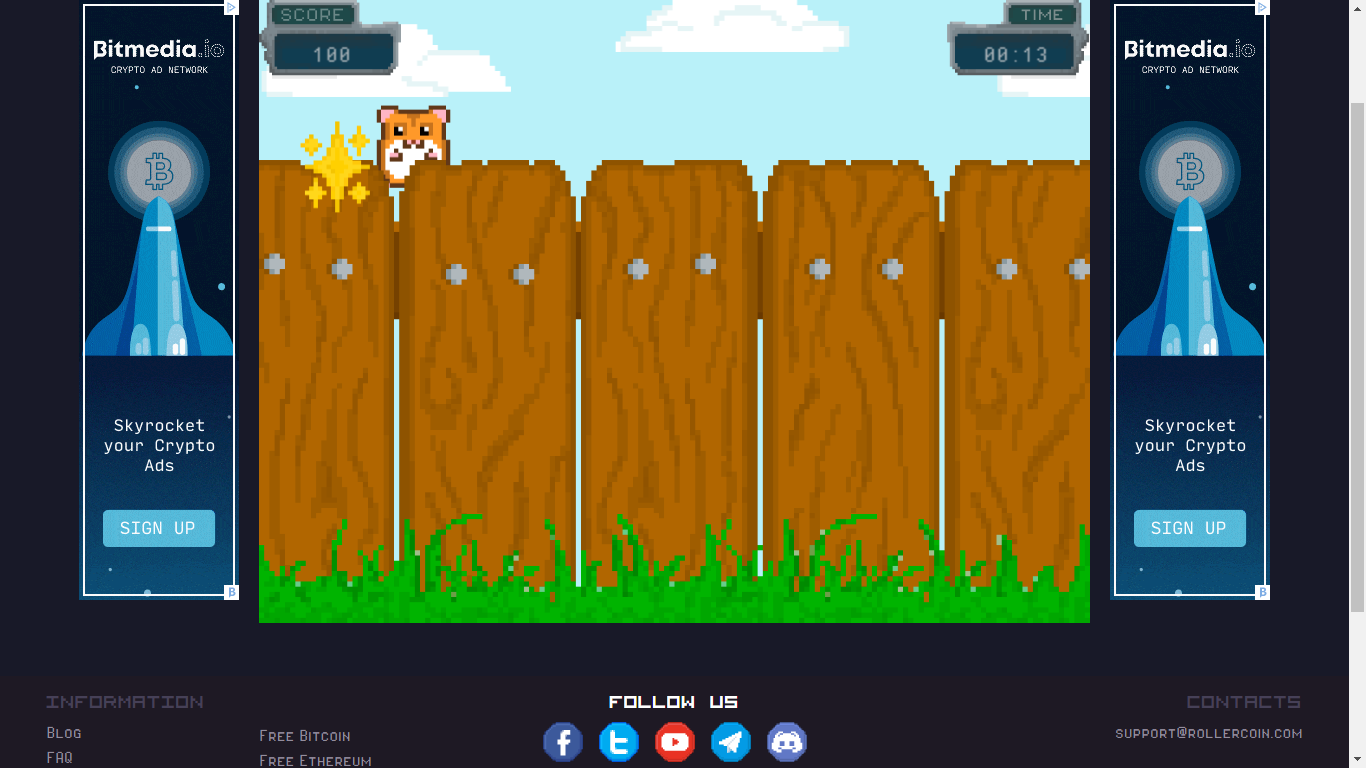 Bitmedia.io
CRYPTO AD NETWORK
Skyrocket
your Crypto
Ads
SIGN UP
B
SCORE
100
TIME
00:13
Bitmedia.io
CRYPTO AD NETWORK
Skyrocket
your Crypto
Ads
SIGN UP
B
INFORMATION
Blog
FAQ
Free Bitcoin
Free Ethereum
Follow us
CONTACTS
support@rollercoin.com